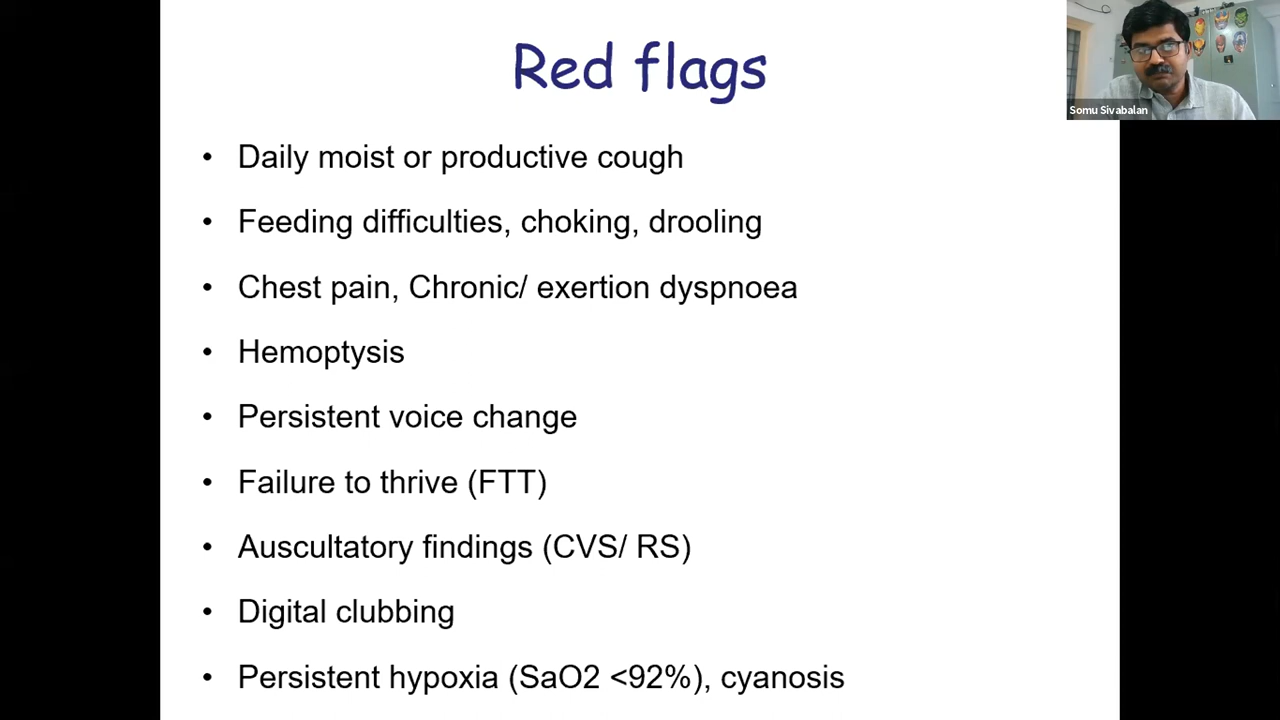 Red flags
Somu Sivabalan
• Daily moist or productive cough
• Feeding difficulties, choking, drooling
• Chest pain, Chronic/ exertion dyspnoea
• Hemoptysis
• Persistent voice change
• Failure to thrive (FTT)
• Auscultatory findings (CVS/ RS)
• Digital clubbing
• Persistent hypoxia (SaO2 <92%), cyanosis